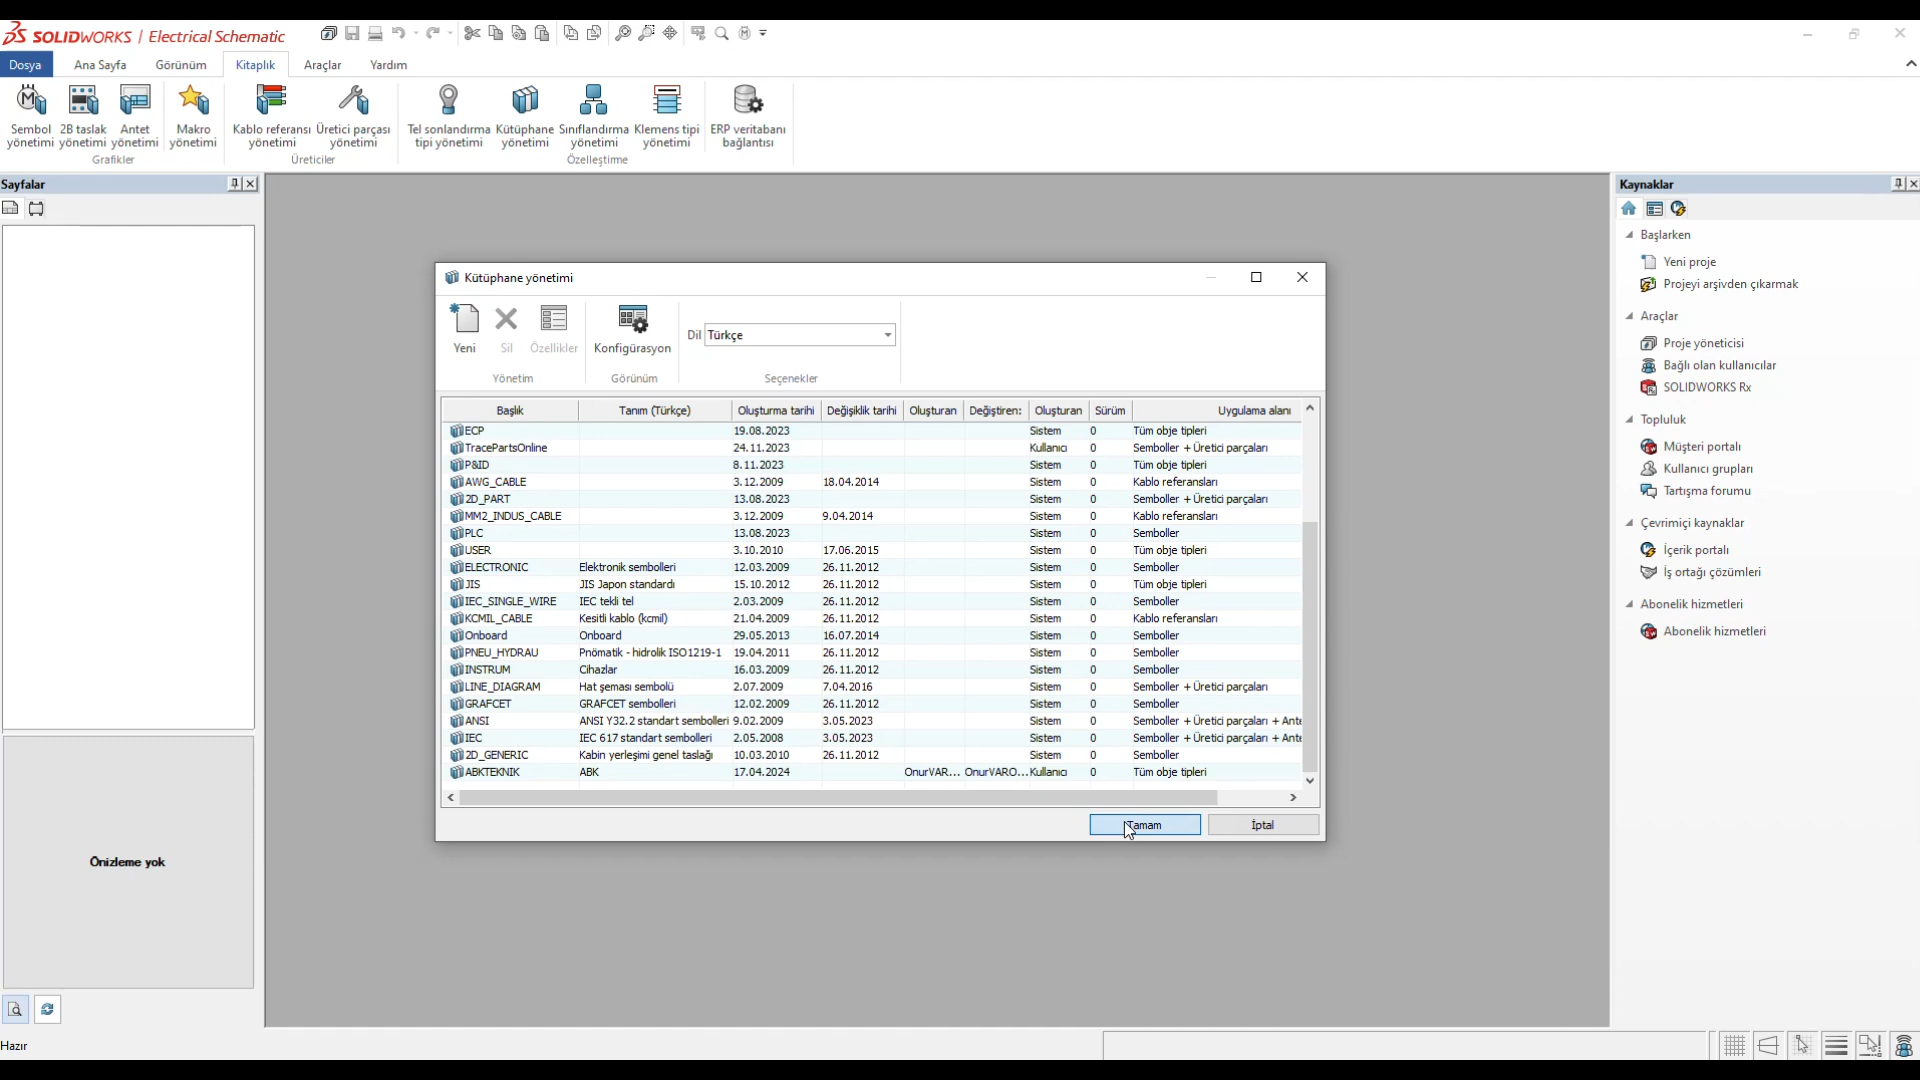 SOLIDWORKS | Electrical Schematic
Dosya Ana Sayfa Görünüm Kitaplık Araçlar Yardım
Sembol yönetimi
2B taslak yönetimi
Antet yönetimi
Makro yönetimi
Kablo referansı yönetimi
Üretici parçası yönetimi
Tel sonlandırma tipi yönetimi
Kütüphane yönetimi
Sınıflandırma yönetimi
Klemens tipi yönetimi
ERP veritabanı bağlantısı
Grafikler
Üreticiler
Özelleştirme
Sayfalar
Önizleme yok
Kütüphane yönetimi
Yeni Sil Özellikler Konfigürasyon Dil Türkçe
Yönetim Görünüm Seçenekler
Başlık Tanım (Türkçe) Oluşturma tarihi Değişiklik tarihi Oluşturan Değiştiren: Oluşturan Sürüm Uygulama alanı
ECP 19.08.2023 Sistem 0 Tüm obje tipleri
TracePartsOnline 24.11.2023 Kullanıcı 0 Semboller + Üretici parçaları
P&ID 8.11.2023 Sistem 0 Tüm obje tipleri
AWG_CABLE 3.12.2009 18.04.2014 Sistem 0 Kablo referansları
2D_PART 13.08.2023 Sistem 0 Semboller + Üretici parçaları
MM2_INDUS_CABLE 3.12.2009 9.04.2014 Sistem 0 Kablo referansları
PLC 13.08.2023 Sistem 0 Semboller
USER 3.10.2010 17.06.2015 Sistem 0 Tüm obje tipleri
ELECTRONIC Elektronik sembolleri 12.03.2009 26.11.2012 Sistem 0 Semboller
JIS JIS Japon standardı 15.10.2012 26.11.2012 Sistem 0 Tüm obje tipleri
IEC_SINGLE_WIRE IEC tekli tel 2.03.2009 26.11.2012 Sistem 0 Semboller
KCMIL_CABLE Kesitli kablo (kcmil) 21.04.2009 26.11.2012 Sistem 0 Kablo referansları
Onboard Onboard 29.05.2013 16.07.2014 Sistem 0 Semboller
PNEU_HYDRAU Pnömatik - hidrolik ISO1219-1 19.04.2011 26.11.2012 Sistem 0 Semboller
INSTRUM Cihazlar 16.03.2009 26.11.2012 Sistem 0 Semboller
LINE_DIAGRAM Hat şeması sembolü 2.07.2009 7.04.2016 Sistem 0 Semboller + Üretici parçaları
GRAFCET GRAFCET sembolleri 12.02.2009 26.11.2012 Sistem 0 Semboller
ANSI ANSI Y32.2 standart sembolleri 9.02.2009 3.05.2023 Sistem 0 Semboller + Üretici parçaları + Ante
IEC IEC 617 standart sembolleri 2.05.2008 3.05.2023 Sistem 0 Semboller + Üretici parçaları + Ante
2D_GENERIC Kabin yerleşimi genel taslağı 10.03.2010 26.11.2012 Sistem 0 Semboller
ABKTEKNIK ABK 17.04.2024 OnurVAR... OnurVARO... Kullanıcı 0 Tüm obje tipleri
Tamam İptal
Kaynaklar
Başlarken
Yeni proje
Projeyi arşivden çıkarmak
Araçlar
Proje yöneticisi
Bağlı olan kullanıcılar
SOLIDWORKS Rx
Topluluk
Müşteri portalı
Kullanıcı grupları
Tartışma forumu
Çevrimiçi kaynaklar
İçerik portalı
İş ortağı çözümleri
Abonelik hizmetleri
Abonelik hizmetleri
Hazır